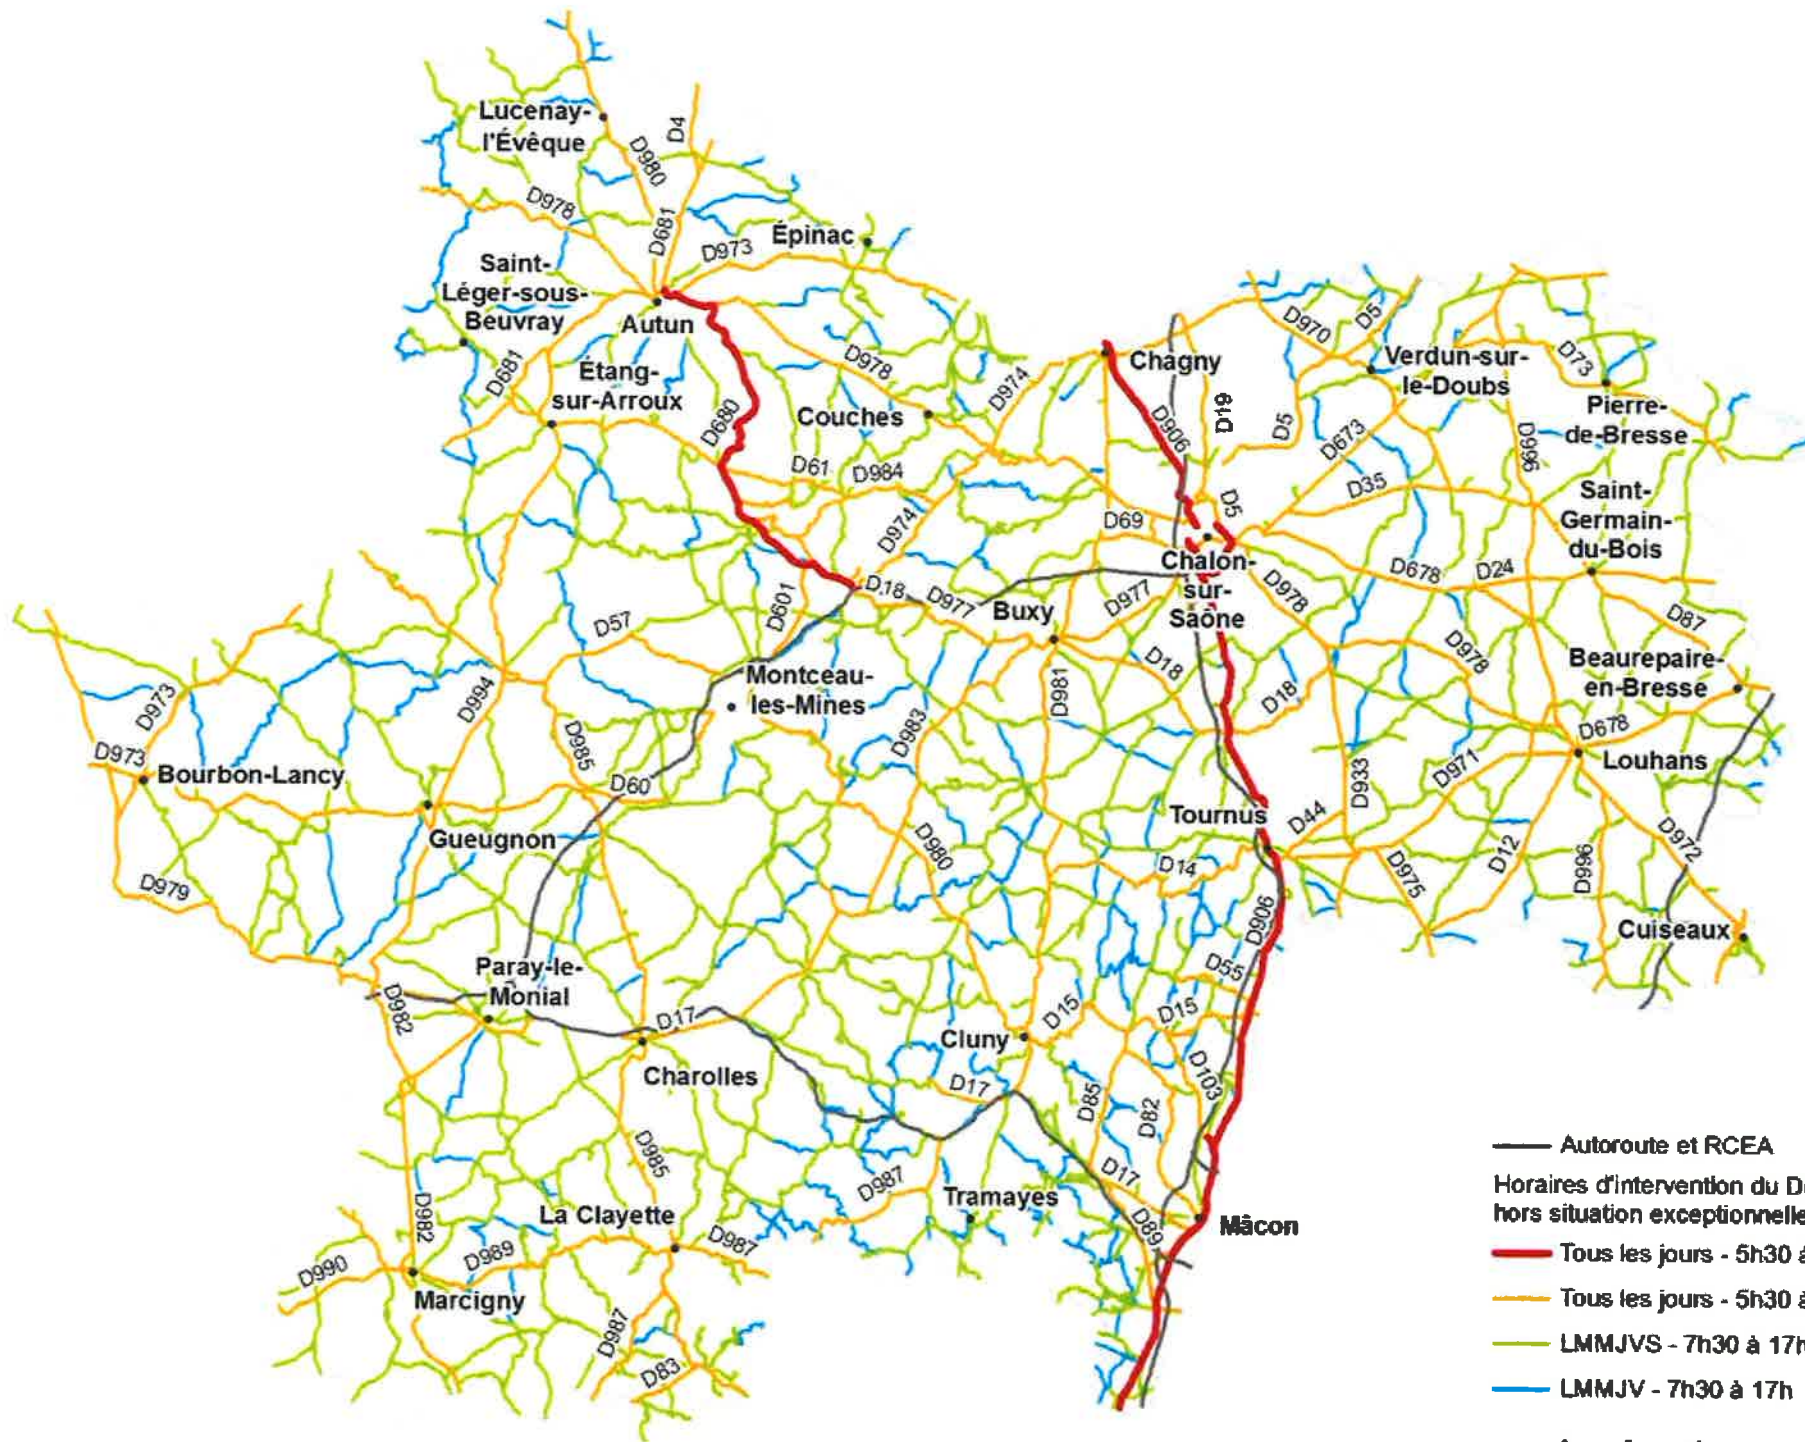 Lucenay-
l'Évêque
D4
D980
D978
D681
D973
Épinac
Saint-
Léger-sous-
Beuvray
Autun
D681
Étang-
sur-Arroux
D680
D978
Couches
D974
Chagny
D906
D19
D970
D5
Verdun-sur-
le-Doubs
D73
Pierre-
de-Bresse
D5
D673
D996
D61
D984
D974
D69
D5
D35
Saint-
Germain-
du-Bois
Chalon-
sur-
Saône
D678
D24
D978
D87
D601
D18
D977
Buxy
D977
D57
D18
D978
Beaurepaire-
en-Bresse
Montceau-
les-Mines
D981
D18
D994
D973
D985
D983
D678
D973
Bourbon-Lancy
D60
D933
D971
Louhans
Gueugnon
Tournus
D44
D980
D14
D975
D12
D996
D972
D979
D906
Cuiseaux
Paray-le-
Monial
D982
D55
D17
Cluny
D15
D15
Charolles
D17
D103
D85
D82
D985
D987
D17
Tramayes
Mâcon
D982
La Clayette
D987
D89
D990
D989
Marcigny
D987
D83
Autoroute et RCEA
Horaires d'intervention du D
hors situation exceptionnelle
Tous les jours - 5h30 à
Tous les jours - 5h30 à
LMMJVS - 7h30 à 17h
LMMJV - 7h30 à 17h